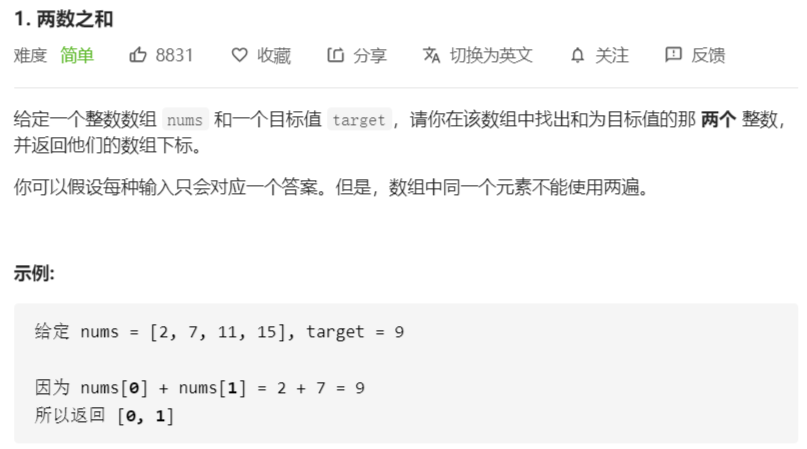 1. 两数之和
难度 简单 8831 收藏 分享 切换为英文 关注 反馈
给定一个整数数组 nums 和一个目标值 target，请你在该数组中找出和为目标值的那 两个 整数，
并返回他们的数组下标。
你可以假设每种输入只会对应一个答案。但是，数组中同一个元素不能使用两遍。
示例:
给定 nums = [2, 7, 11, 15], target = 9
因为 nums[0] + nums[1] = 2 + 7 = 9
所以返回 [0, 1]